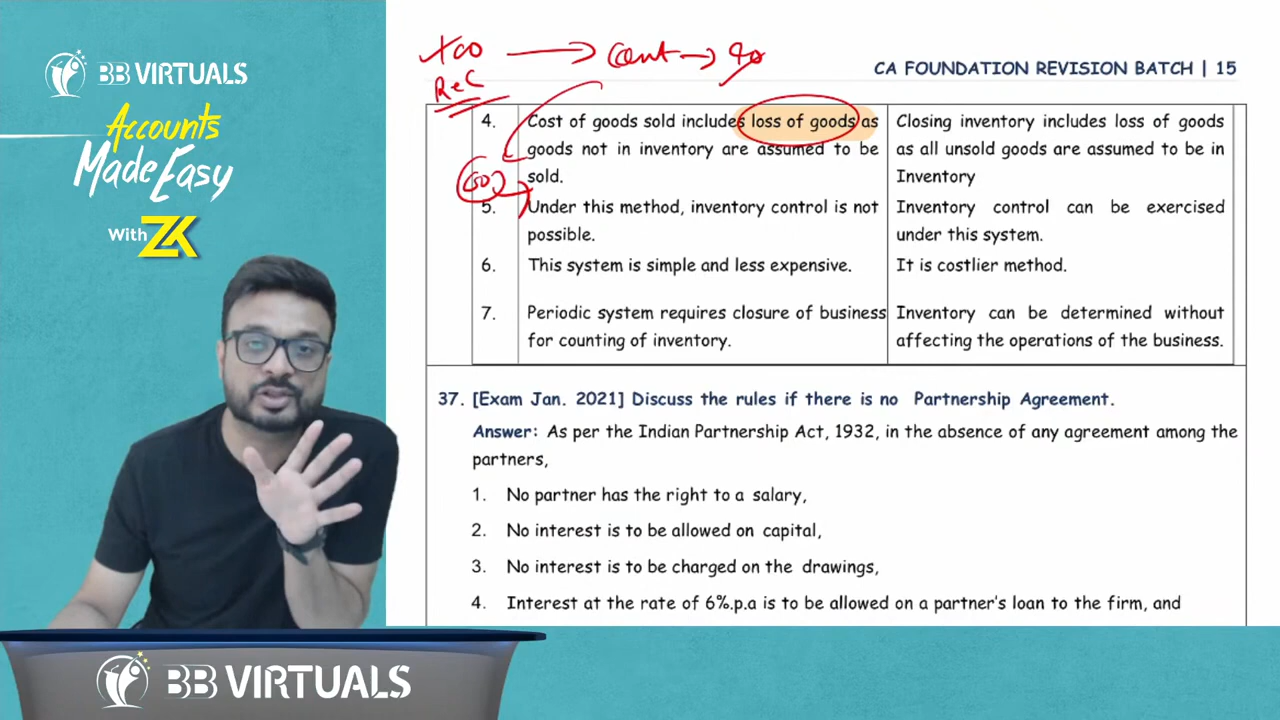 BB VIRTUALS
Accounts
Made Easy
With ZK
Rec
CA FOUNDATION REVISION BATCH | 15
4. Cost of goods sold includes loss of goods as
goods not in inventory are assumed to be
sold.
Closing inventory includes loss of goods
as all unsold goods are assumed to be in
Inventory
5. Under this method, inventory control is not
possible.
Inventory control can be exercised
under this system.
6. This system is simple and less expensive.
It is costlier method.
7. Periodic system requires closure of business
for counting of inventory.
Inventory can be determined without
affecting the operations of the business.
37. [Exam Jan. 2021] Discuss the rules if there is no Partnership Agreement.
Answer: As per the Indian Partnership Act, 1932, in the absence of any agreement among the
partners,
1. No partner has the right to a salary,
2. No interest is to be allowed on capital,
3. No interest is to be charged on the drawings,
4. Interest at the rate of 6%.p.a is to be allowed on a partner's loan to the firm, and
BB VIRTUALS